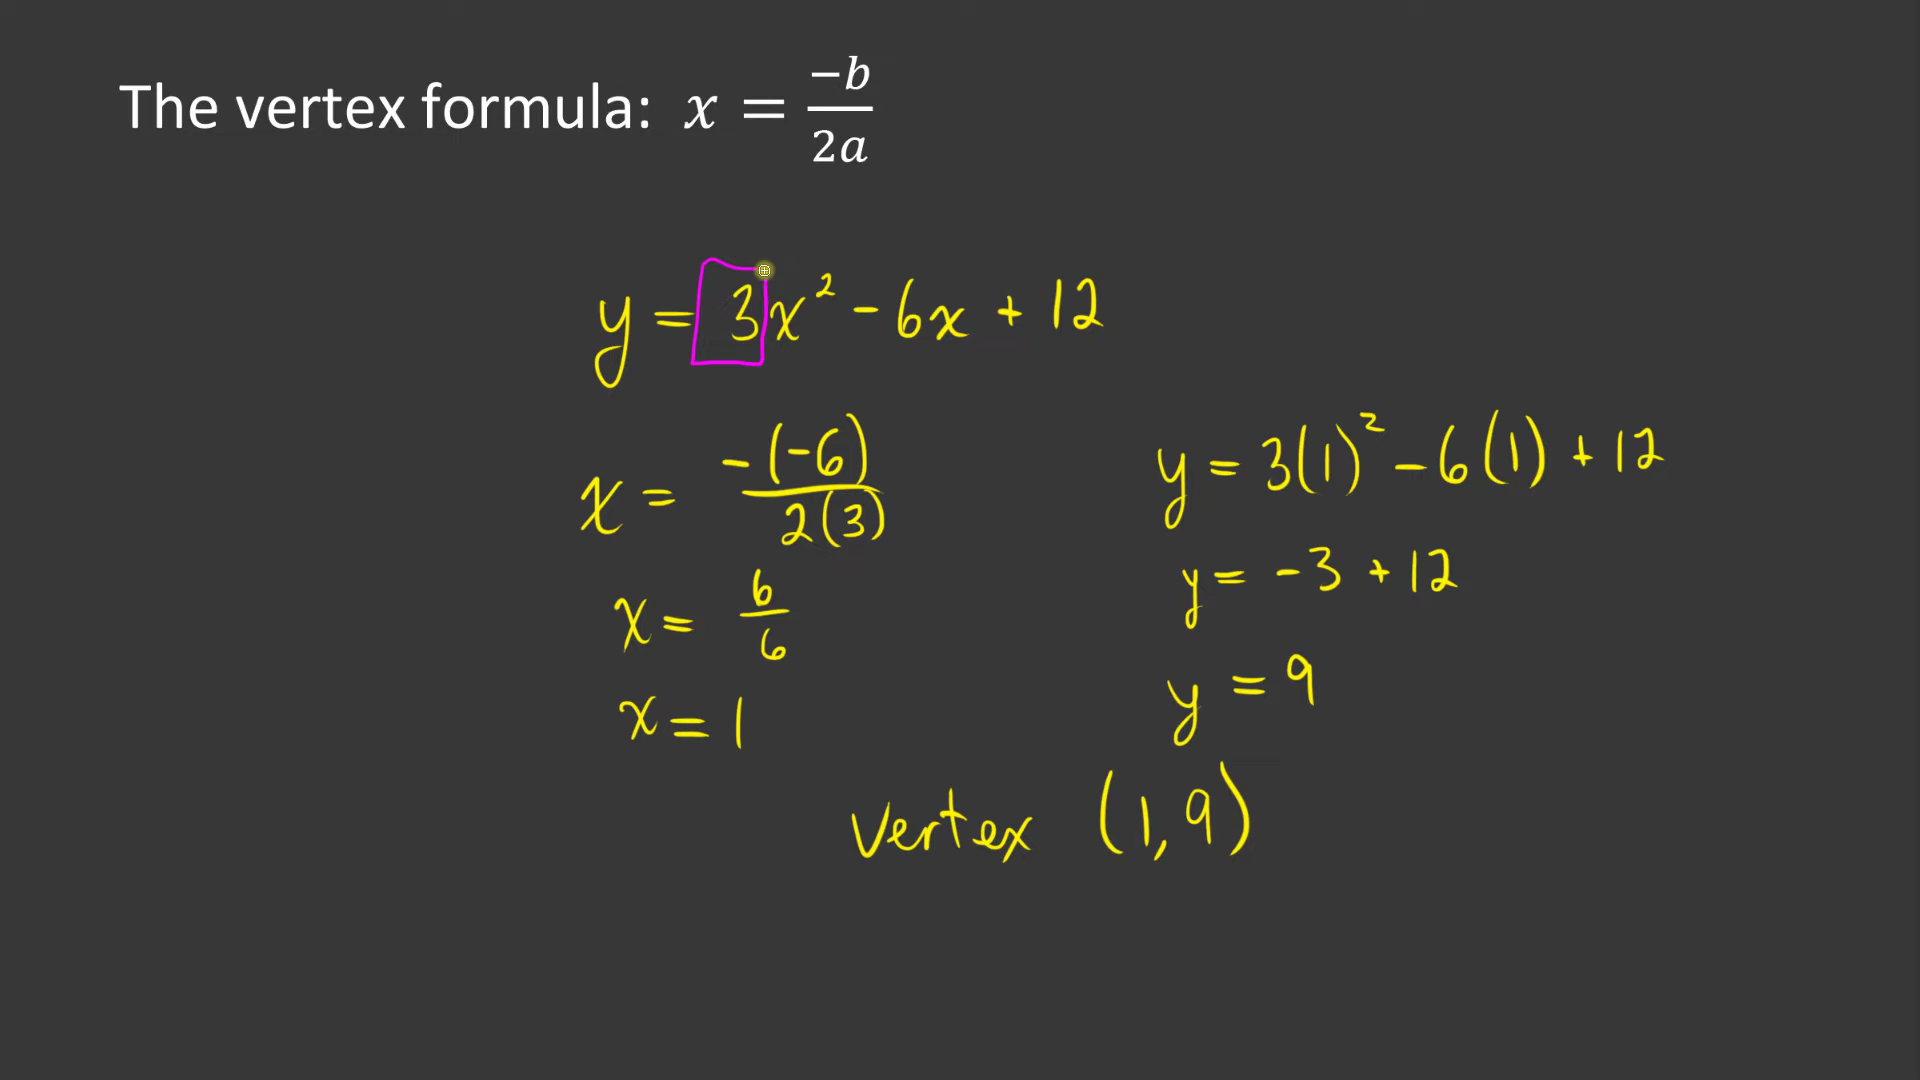 The vertex formula: x = -b/2a
y = 3x² - 6x + 12
x = -(-6)/2(3)
x = 6/6
x = 1
y = 3(1)² - 6(1) + 12
y = -3 + 12
y = 9
Vertex (1, 9)